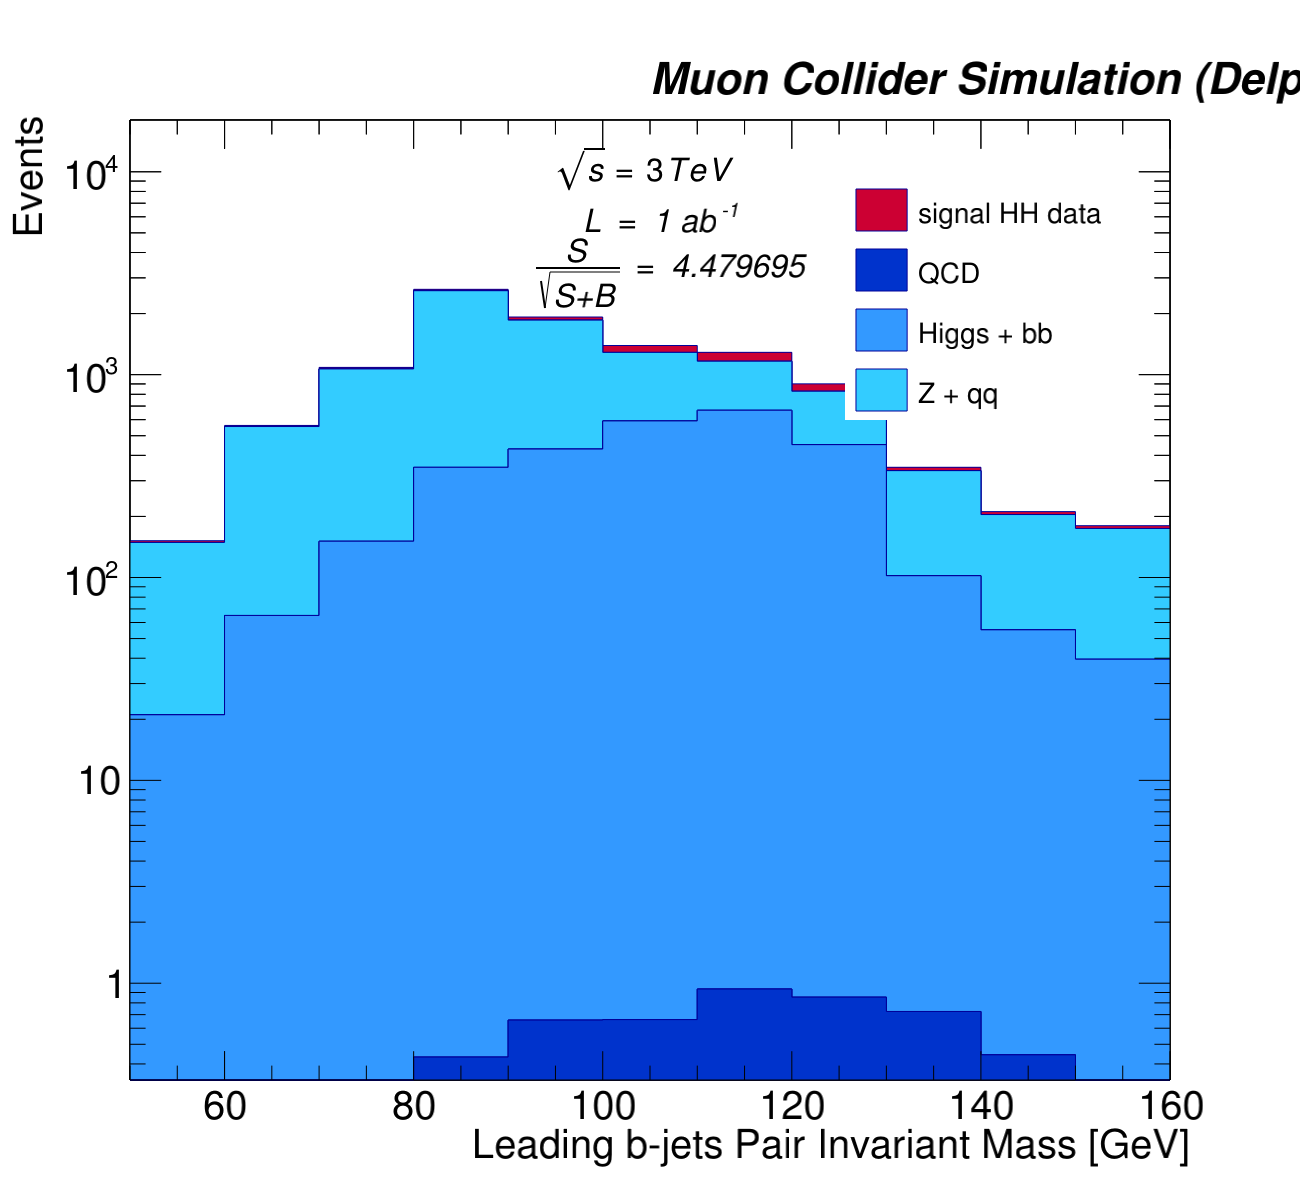 Muon Collider Simulation (Delp
Events
√s = 3 TeV
L = 1 ab⁻¹
S/√S+B = 4.479695
signal HH data
QCD
Higgs + bb
Z + qq
10⁴
10³
10²
10
1
60 80 100 120 140 160
Leading b-jets Pair Invariant Mass [GeV]